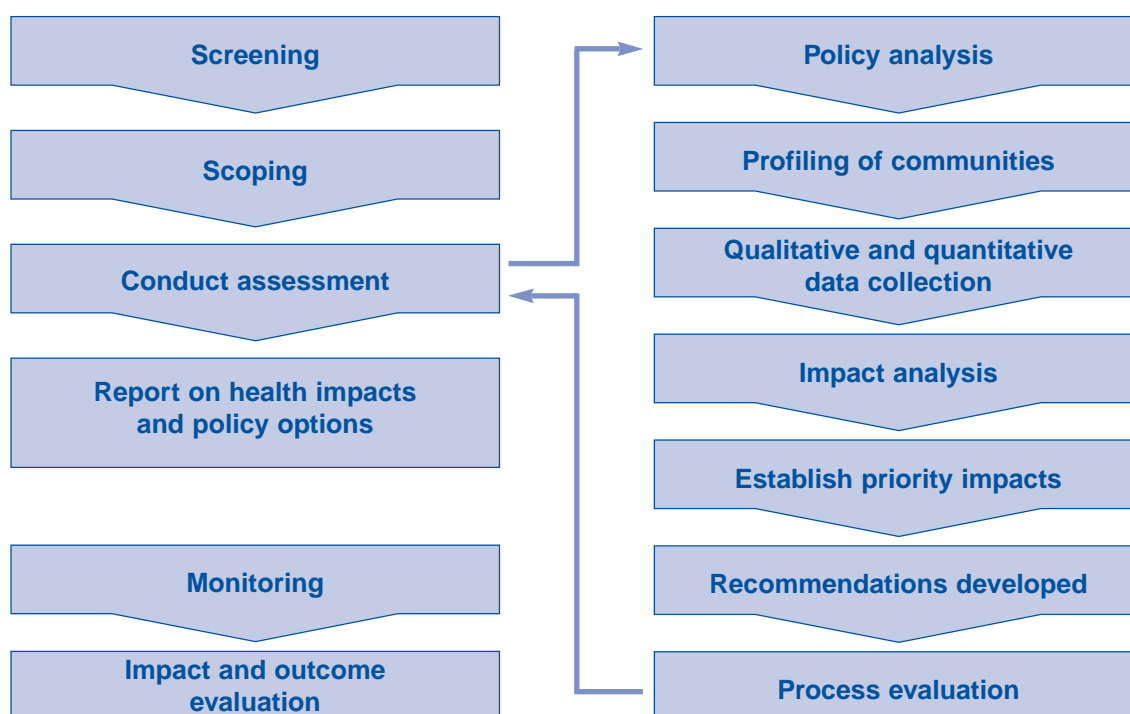 Screening
Scoping
Conduct assessment
Report on health impacts
and policy options
Monitoring
Impact and outcome
evaluation
Policy analysis
Profiling of communities
Qualitative and quantitative
data collection
Impact analysis
Establish priority impacts
Recommendations developed
Process evaluation